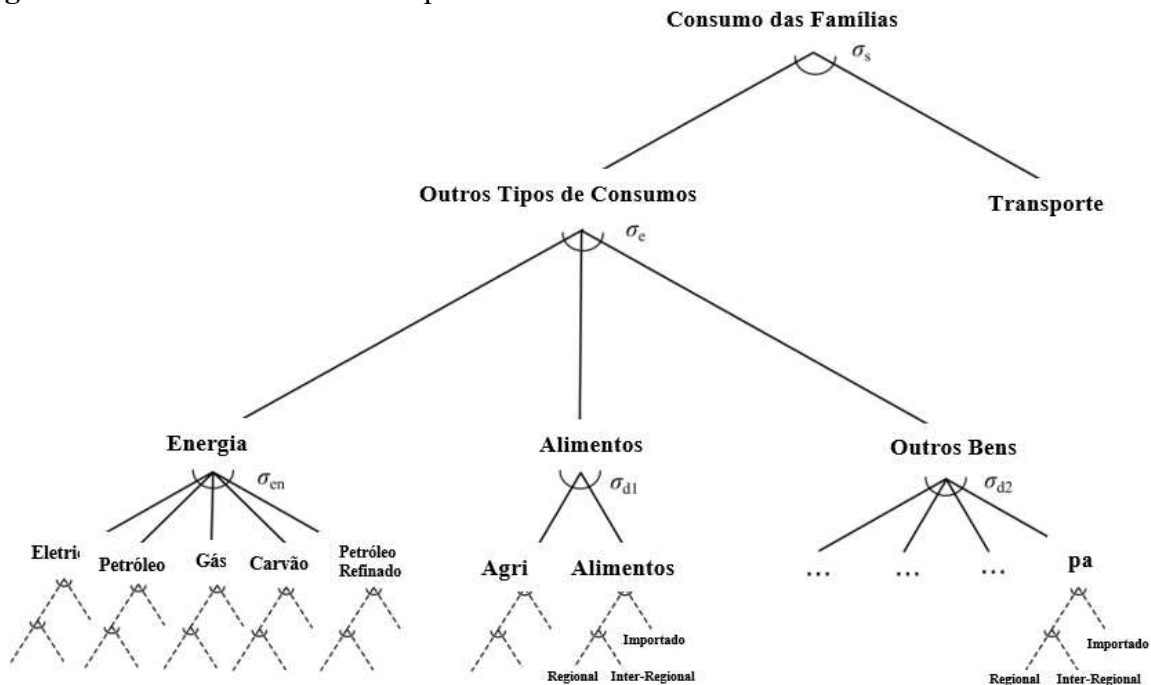 Consumo das Famílias
σs
Outros Tipos de Consumos
Transporte
σe
Energia
Alimentos
Outros Bens
σen
σd1
σd2
Eletri
Petróleo
Gás
Carvão
Petróleo
Refinado
Agri
Alimentos
...
...
...
pa
Importado
Regional
Inter-Regional
Importado
Regional
Inter-Regional